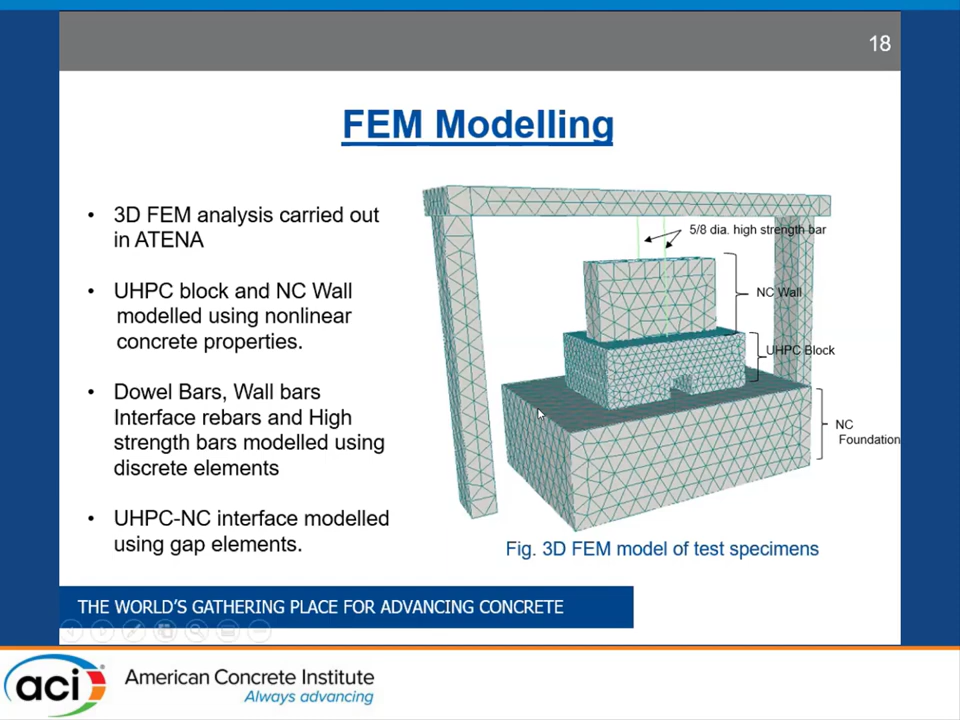 18
FEM Modelling
• 3D FEM analysis carried out
in ATENA
• UHPC block and NC Wall
modelled using nonlinear
concrete properties.
• Dowel Bars, Wall bars
Interface rebars and High
strength bars modelled using
discrete elements
• UHPC-NC interface modelled
using gap elements.
5/8 dia. high strength bar
NC Wall
UHPC Block
NC
Foundation
Fig. 3D FEM model of test specimens
THE WORLD'S GATHERING PLACE FOR ADVANCING CONCRETE
aci
American Concrete Institute
Always advancing